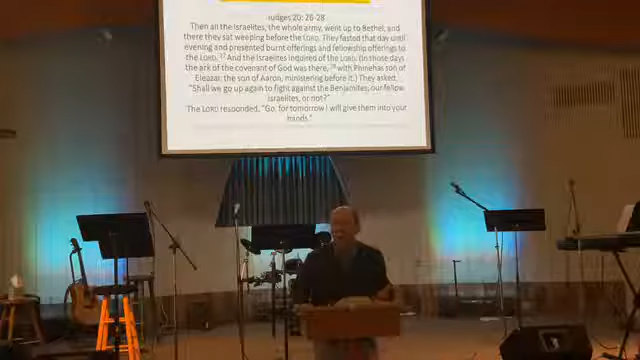 Judges 20: 26-28
Then all the Israelites, the whole army, went up to Bethel, and
there they sat weeping before the LORD. They fasted that day until
evening and presented burnt offerings and fellowship offerings to
the LORD. 27 And the Israelites inquired of the LORD. (In those days
the ark of the covenant of God was there, 28 with Phinehas son of
Eleazar, the son of Aaron, ministering before it.) They asked,
"Shall we go up again to fight against the Benjamites, our fellow
Israelites, or not?"
The LORD responded, "Go, for tomorrow I will give them into your
hands."